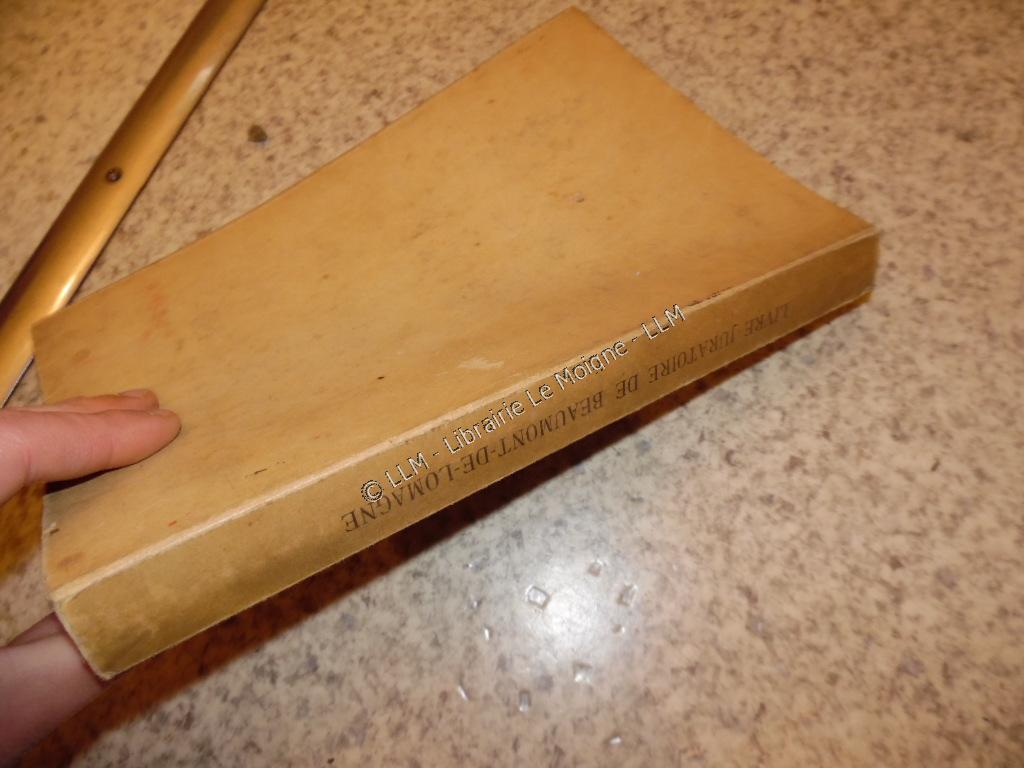 © LLM - Librairie Le Moigne - LLM
LIVRE JURATOIRE DE BEAUMONT-DE-LOMAGNE